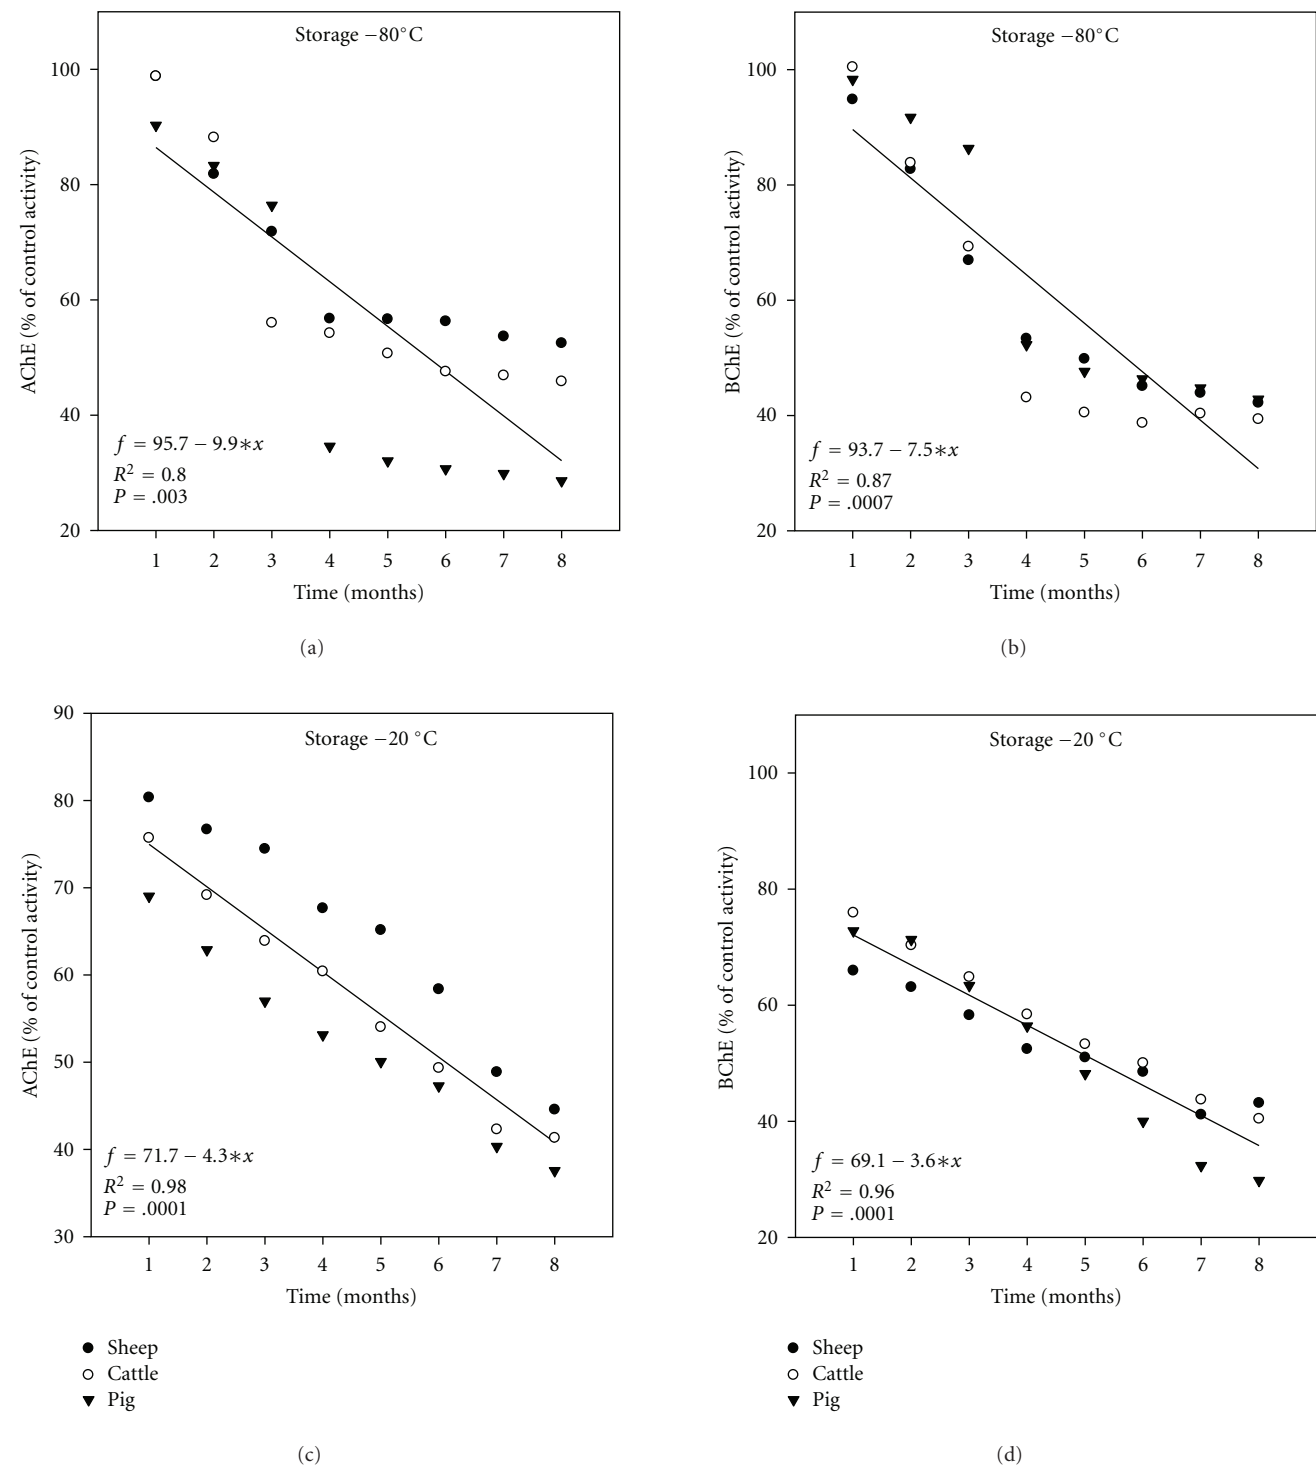 Storage −80°C
AChE (% of control activity)
100
80
60
40
20
f = 95.7 − 9.9∗x
R² = 0.8
P = .003
1 2 3 4 5 6 7 8
Time (months)
(a)
Storage −80°C
BChE (% of control activity)
100
80
60
40
20
f = 93.7 − 7.5∗x
R² = 0.87
P = .0007
1 2 3 4 5 6 7 8
Time (months)
(b)
Storage −20 °C
AChE (% of control activity)
90
80
70
60
50
40
30
f = 71.7 − 4.3∗x
R² = 0.98
P = .0001
1 2 3 4 5 6 7 8
Time (months)
Sheep
Cattle
Pig
(c)
Storage −20 °C
BChE (% of control activity)
100
80
60
40
20
f = 69.1 − 3.6∗x
R² = 0.96
P = .0001
1 2 3 4 5 6 7 8
Time (months)
Sheep
Cattle
Pig
(d)